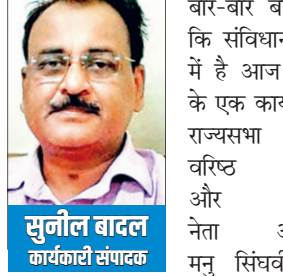 सुनील बादल
कार्यकारी संपादक
बार-बार
कि संविधान
में है आज
के एक
राज्यसभा
वरिष्ठ
और
नेता
मनु सिंघवी